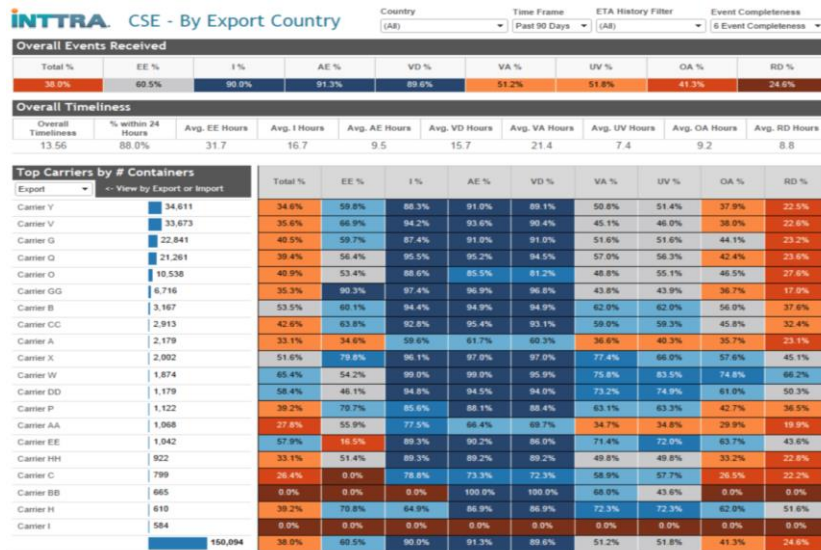 INTTRA. CSE - By Export Country
Country Time Frame ETA History Filter Event Completeness
(All) Past 90 Days (All) 6 Event Completeness
Overall Events Received
Total % EE % I % AE % VD % VA % UV % OA % RD %
38.0% 60.5% 90.0% 91.3% 89.6% 51.2% 51.8% 41.3% 24.6%
Overall Timeliness
Overall Timeliness % within 24 Hours Avg. EE Hours Avg. I Hours Avg. AE Hours Avg. VD Hours Avg. VA Hours Avg. UV Hours Avg. OA Hours Avg. RD Hours
13.56 88.0% 31.7 16.7 9.5 15.7 21.4 7.4 9.2 8.8
Top Carriers by # Containers
Export <- View by Export or Import
Total % EE % I % AE % VD % VA % UV % OA % RD %
Carrier Y 34,611 34.6% 59.8% 88.3% 91.0% 89.1% 50.8% 51.4% 37.9% 22.5%
Carrier V 33,673 35.6% 66.9% 94.2% 93.6% 90.4% 45.1% 46.0% 38.0% 22.6%
Carrier G 22,841 40.5% 59.7% 87.4% 91.0% 91.0% 51.6% 51.6% 44.1% 23.2%
Carrier Q 21,261 39.4% 56.4% 95.5% 95.2% 94.5% 57.0% 56.3% 42.4% 23.6%
Carrier O 10,538 40.9% 53.4% 88.6% 85.5% 81.2% 48.8% 55.1% 46.5% 27.6%
Carrier GG 6,716 35.3% 90.3% 97.4% 96.9% 96.8% 43.8% 43.9% 36.7% 17.0%
Carrier B 3,167 53.5% 60.1% 94.4% 94.9% 94.9% 62.0% 62.0% 56.0% 37.6%
Carrier CC 2,913 42.6% 63.8% 92.8% 95.4% 93.1% 59.0% 59.3% 45.8% 32.4%
Carrier A 2,179 33.1% 34.6% 59.6% 61.7% 60.3% 36.6% 40.3% 35.7% 23.1%
Carrier X 2,002 51.6% 79.8% 96.1% 97.0% 97.0% 77.4% 66.0% 57.6% 45.1%
Carrier W 1,874 65.4% 54.2% 99.0% 99.0% 95.9% 75.8% 83.5% 74.8% 66.2%
Carrier DD 1,179 58.4% 46.1% 94.8% 94.5% 94.0% 73.2% 74.9% 61.0% 50.3%
Carrier P 1,122 39.2% 70.7% 85.6% 88.1% 88.4% 63.1% 63.3% 42.7% 36.5%
Carrier AA 1,068 27.8% 55.9% 77.5% 66.4% 69.7% 34.7% 34.8% 29.9% 19.9%
Carrier EE 1,042 57.9% 16.5% 89.3% 90.2% 86.0% 71.4% 72.0% 63.7% 43.6%
Carrier HH 922 33.1% 51.4% 89.3% 89.2% 89.2% 49.8% 49.8% 33.2% 22.8%
Carrier C 799 26.4% 0.0% 78.8% 73.3% 72.3% 58.9% 57.7% 26.5% 22.2%
Carrier BB 665 0.0% 0.0% 0.0% 100.0% 100.0% 68.0% 43.6% 0.0% 0.0%
Carrier H 610 39.2% 70.8% 64.9% 86.9% 86.9% 72.3% 72.3% 62.0% 51.6%
Carrier I 584 0.0% 0.0% 0.0% 0.0% 0.0% 0.0% 0.0% 0.0% 0.0%
150,094 38.0% 60.5% 90.0% 91.3% 89.6% 51.2% 51.8% 41.3% 24.6%